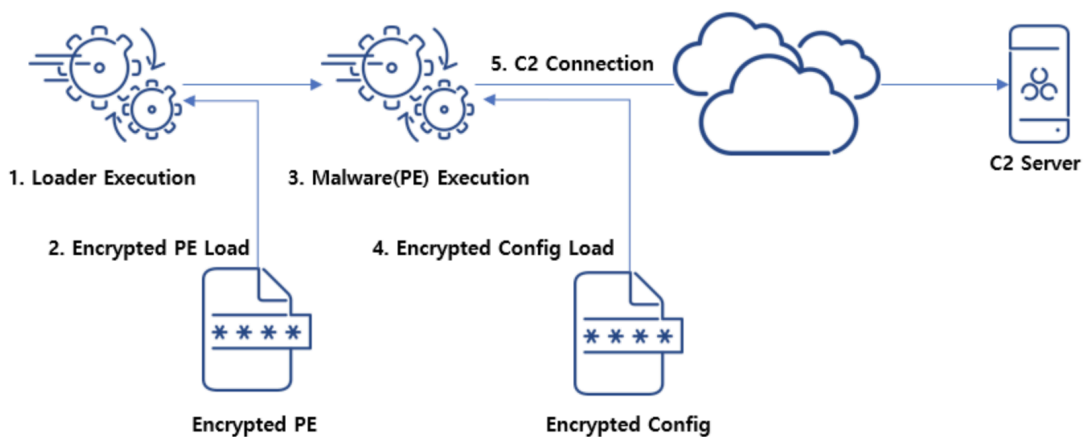 5. C2 Connection
C2 Server
1. Loader Execution
3. Malware(PE) Execution
2. Encrypted PE Load
4. Encrypted Config Load
****
****
Encrypted PE
Encrypted Config